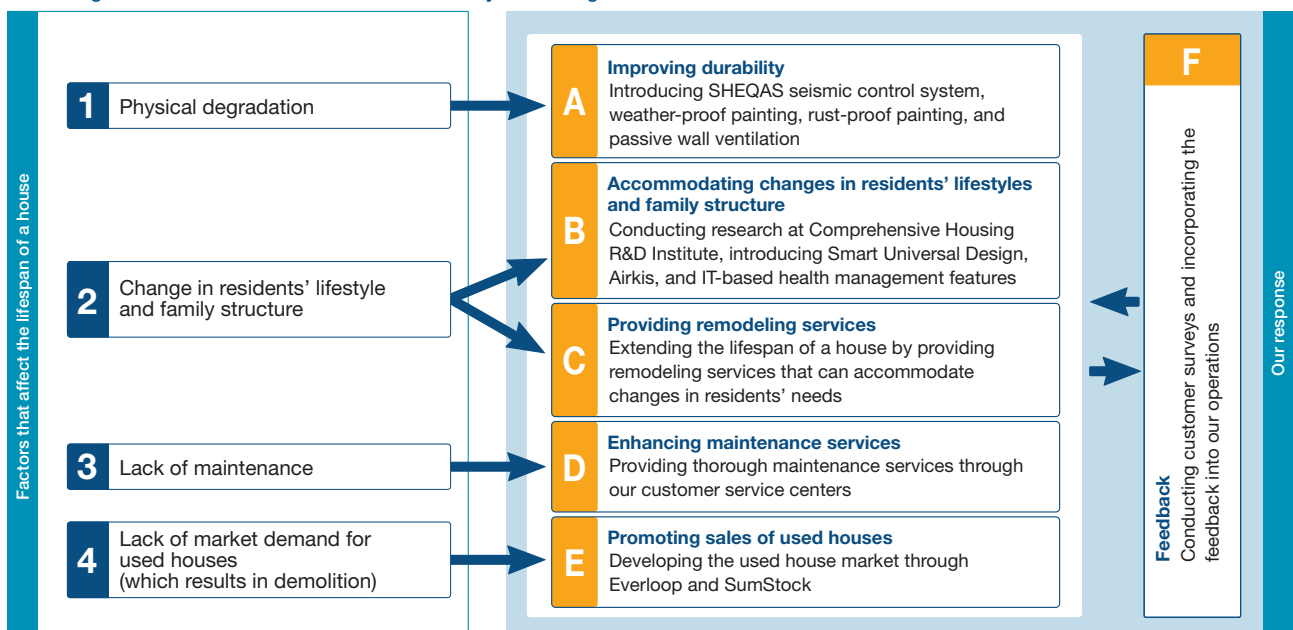 Factors that affect the lifespan of a house
1
Physical degradation
2
Change in residents’ lifestyle
and family structure
3
Lack of maintenance
4
Lack of market demand for
used houses
(which results in demolition)
A
Improving durability
Introducing SHEQAS seismic control system,
weather-proof painting, rust-proof painting, and
passive wall ventilation
B
Accommodating changes in residents’ lifestyles
and family structure
Conducting research at Comprehensive Housing
R&D Institute, introducing Smart Universal Design,
Airkis, and IT-based health management features
C
Providing remodeling services
Extending the lifespan of a house by providing
remodeling services that can accommodate
changes in residents’ needs
D
Enhancing maintenance services
Providing thorough maintenance services through
our customer service centers
E
Promoting sales of used houses
Developing the used house market through
Everloop and SumStock
F
Feedback
Conducting customer surveys and incorporating the
feedback into our operations
Our response